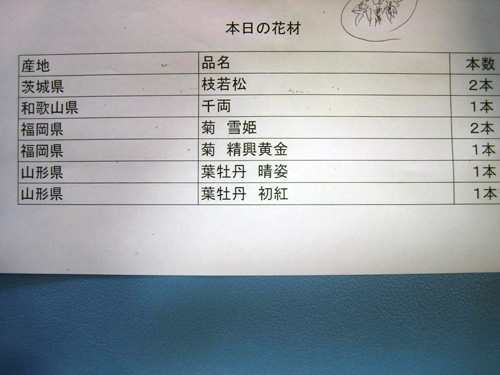 本日の花材
産地 品名 本数
茨城県 枝若松 2本
和歌山県 千両 1本
福岡県 菊 雪姫 2本
福岡県 菊 精興黄金 1本
山形県 葉牡丹 晴姿 1本
山形県 葉牡丹 初紅 1本